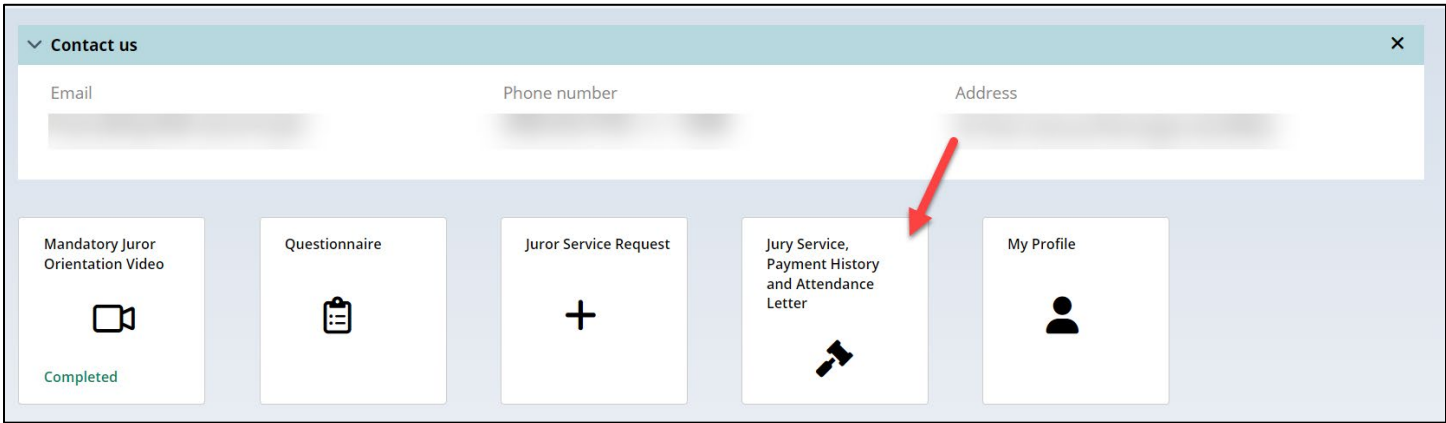 Contact us
Email
Phone number
Address
Mandatory Juror
Orientation Video
Completed
Questionnaire
Juror Service Request
Jury Service,
Payment History
and Attendance
Letter
My Profile